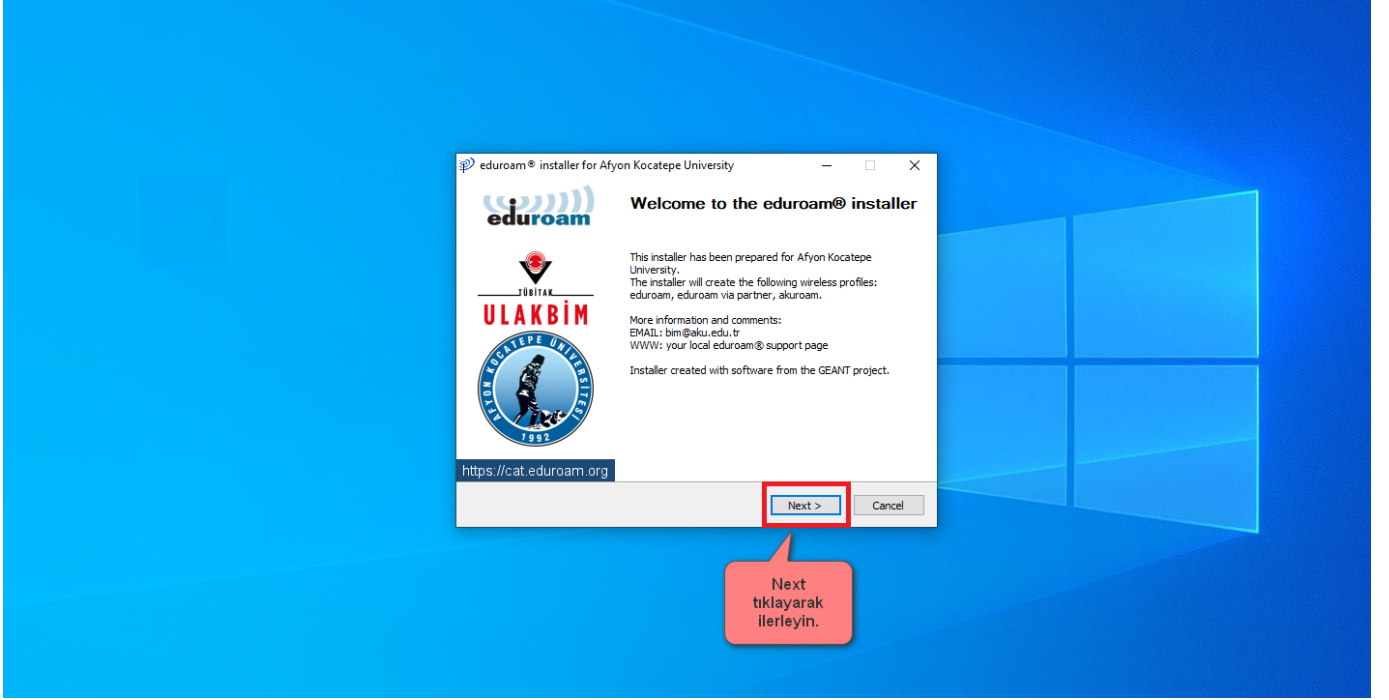 eduroam® installer for Afyon Kocatepe University
eduroam
Welcome to the eduroam® installer
This installer has been prepared for Afyon Kocatepe
University.
The installer will create the following wireless profiles:
eduroam, eduroam via partner, akuroam.
More information and comments:
EMAIL: bim@aku.edu.tr
WWW: your local eduroam® support page
Installer created with software from the GEANT project.
TÜBİTAK
ULAKBİM
AFYON KOCATEPE ÜNİVERSİTESİ
1992
https://cat.eduroam.org
Next >
Cancel
Next
tıklayarak
ilerleyin.